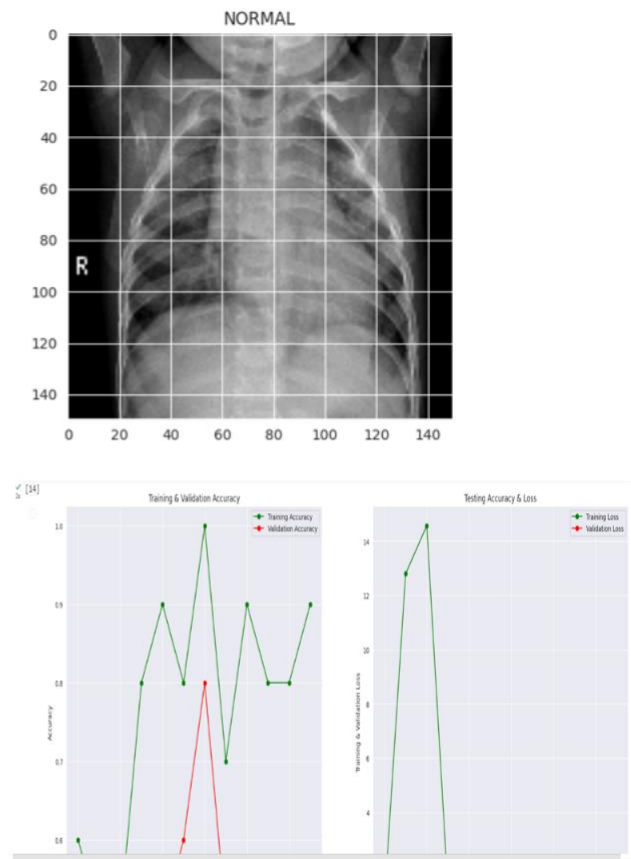 NORMAL
0
20
40
60
80
R
100
120
140
0 20 40 60 80 100 120 140
[14]
Training & Validation Accuracy
Training Accuracy
Validation Accuracy
1.0
0.9
0.8
0.7
0.6
Accuracy
Testing Accuracy & Loss
Training Loss
Validation Loss
14
12
10
8
6
4
Training & Validation Loss